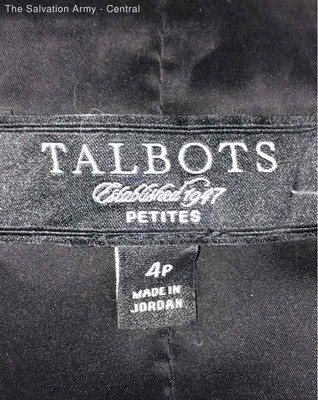 The Salvation Army - Central
TALBOTS
Established 1947
PETITES
4P
MADE IN
JORDAN